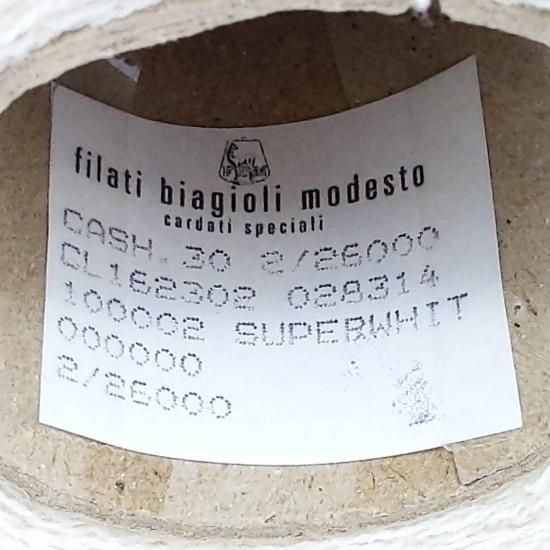 filati biagioli modesto
cardati speciali
CASH.30 2/26000
CL162302 028314
100002 SUPERWHIT
000000
2/26000